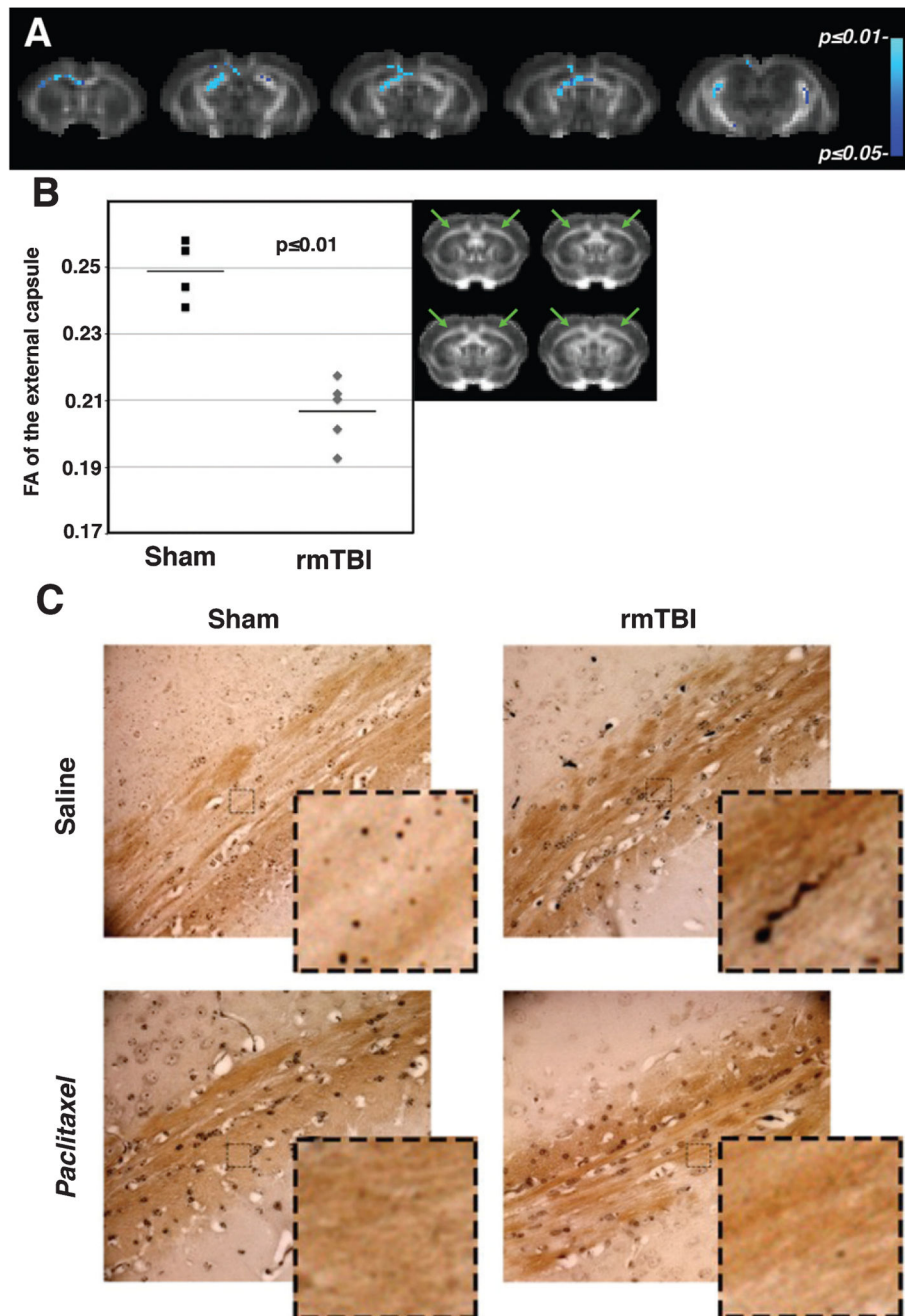 A
p≤0.01-
p≤0.05-
B
p≤0.01
0.25
0.23
0.21
0.19
0.17
FA of the external capsule
Sham
rmTBI
C
Sham
rmTBI
Saline
Paclitaxel